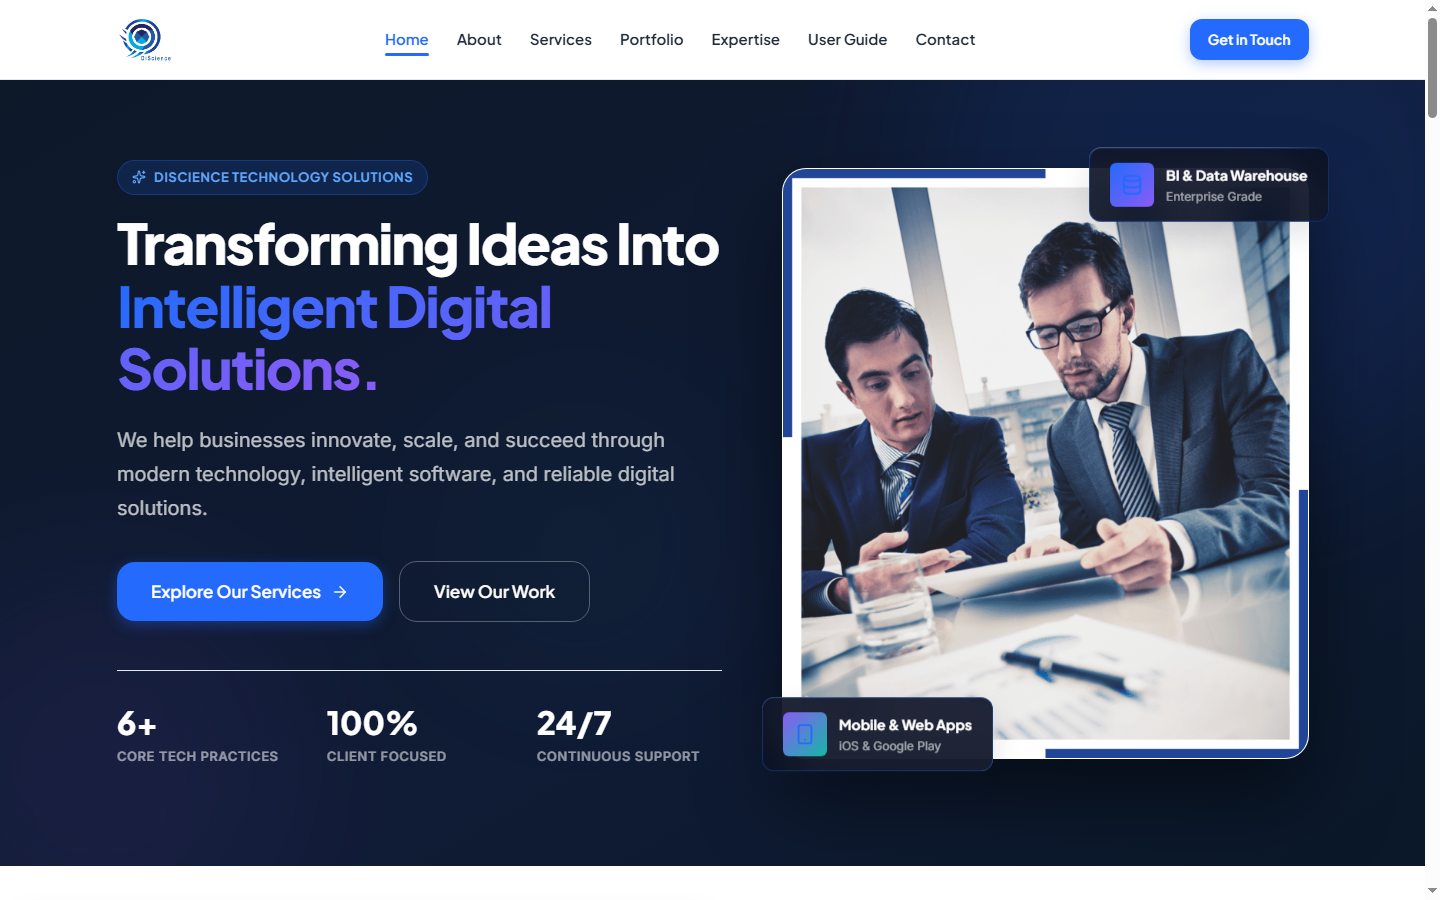 DiScience
Home
About
Services
Portfolio
Expertise
User Guide
Contact
Get in Touch
DISCIENCE TECHNOLOGY SOLUTIONS
Transforming Ideas Into
Intelligent Digital
Solutions.
We help businesses innovate, scale, and succeed through
modern technology, intelligent software, and reliable digital
solutions.
Explore Our Services
View Our Work
6+
CORE TECH PRACTICES
100%
CLIENT FOCUSED
24/7
CONTINUOUS SUPPORT
BI & Data Warehouse
Enterprise Grade
Mobile & Web Apps
iOS & Google Play